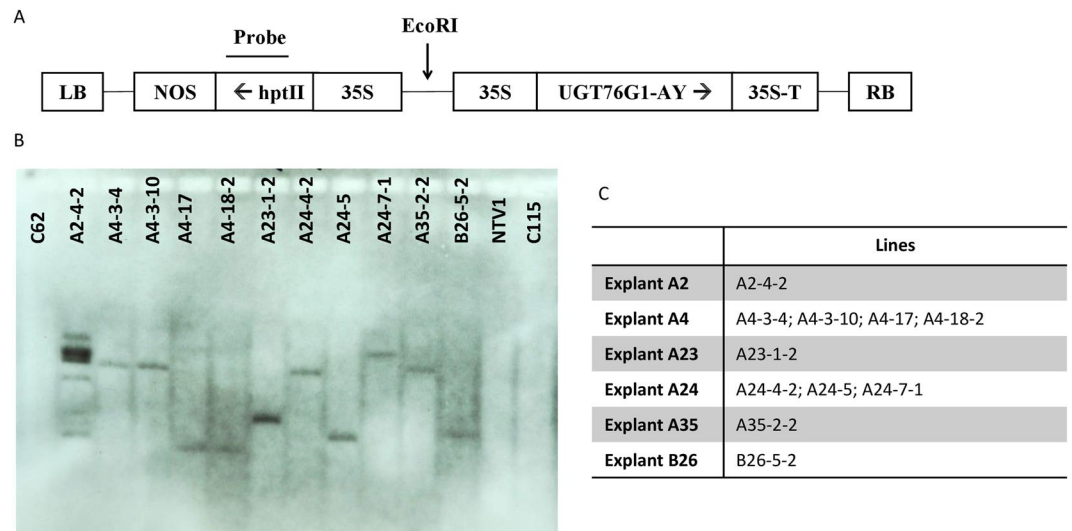 A
Probe
EcoRI
LB NOS ← hptII 35S 35S UGT76G1-AY → 35S-T RB
B
C62 A2-4-2 A4-3-4 A4-3-10 A4-17 A4-18-2 A23-1-2 A24-4-2 A24-5 A24-7-1 A35-2-2 B26-5-2 NTV1 C115
C
Lines
Explant A2 A2-4-2
Explant A4 A4-3-4; A4-3-10; A4-17; A4-18-2
Explant A23 A23-1-2
Explant A24 A24-4-2; A24-5; A24-7-1
Explant A35 A35-2-2
Explant B26 B26-5-2